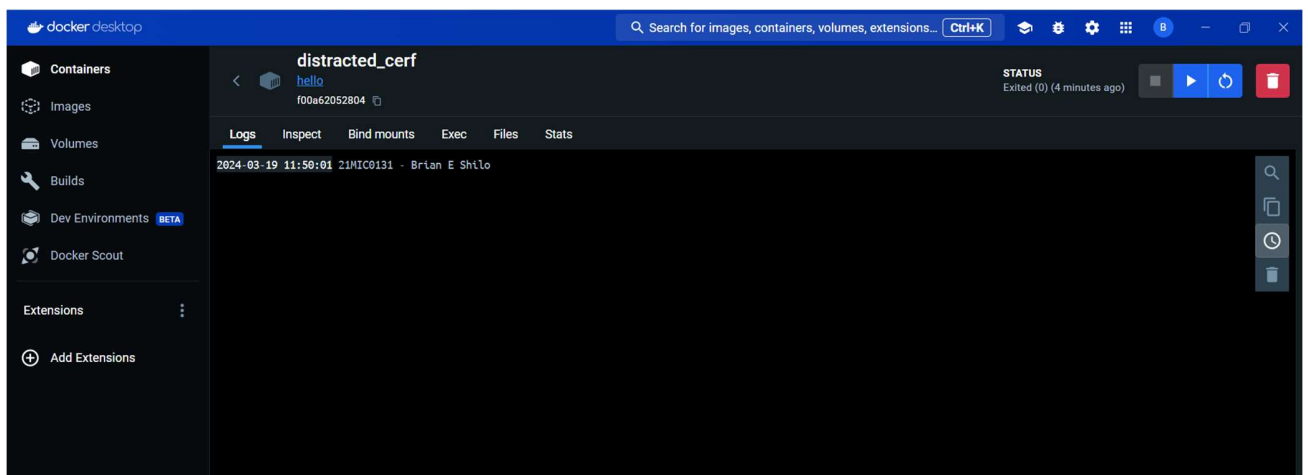 docker desktop
Search for images, containers, volumes, extensions... Ctrl+K
B
Containers
Images
Volumes
Builds
Dev Environments BETA
Docker Scout
Extensions
Add Extensions
distracted_cerf
hello
f00a62052804
STATUS
Exited (0) (4 minutes ago)
Logs Inspect Bind mounts Exec Files Stats
2024-03-19 11:50:01 21MIC0131 - Brian E Shilo